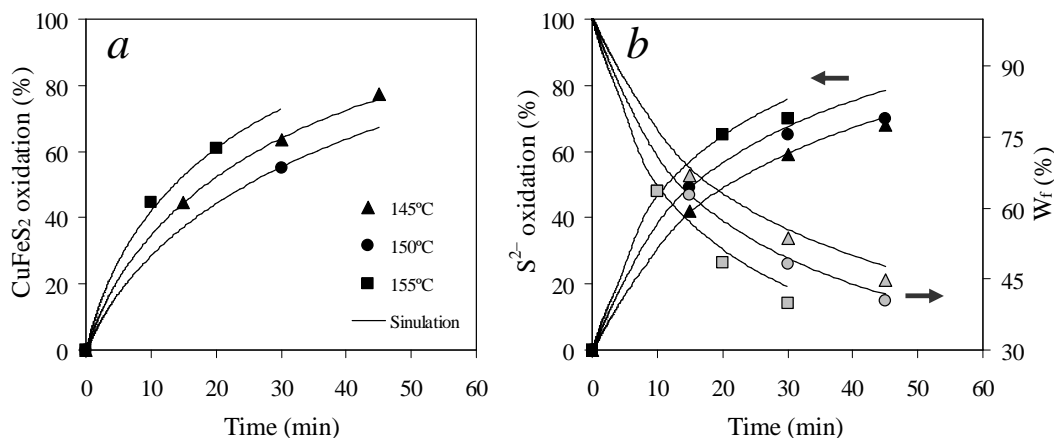 a
CuFeS₂ oxidation (%)
100
80
60
40
20
0
145ºC
150ºC
155ºC
Sinulation
0 10 20 30 40 50 60
Time (min)
b
S²⁻ oxidation (%)
100
80
60
40
20
0
90
75
60
45
30
W_f (%)
0 10 20 30 40 50 60
Time (min)